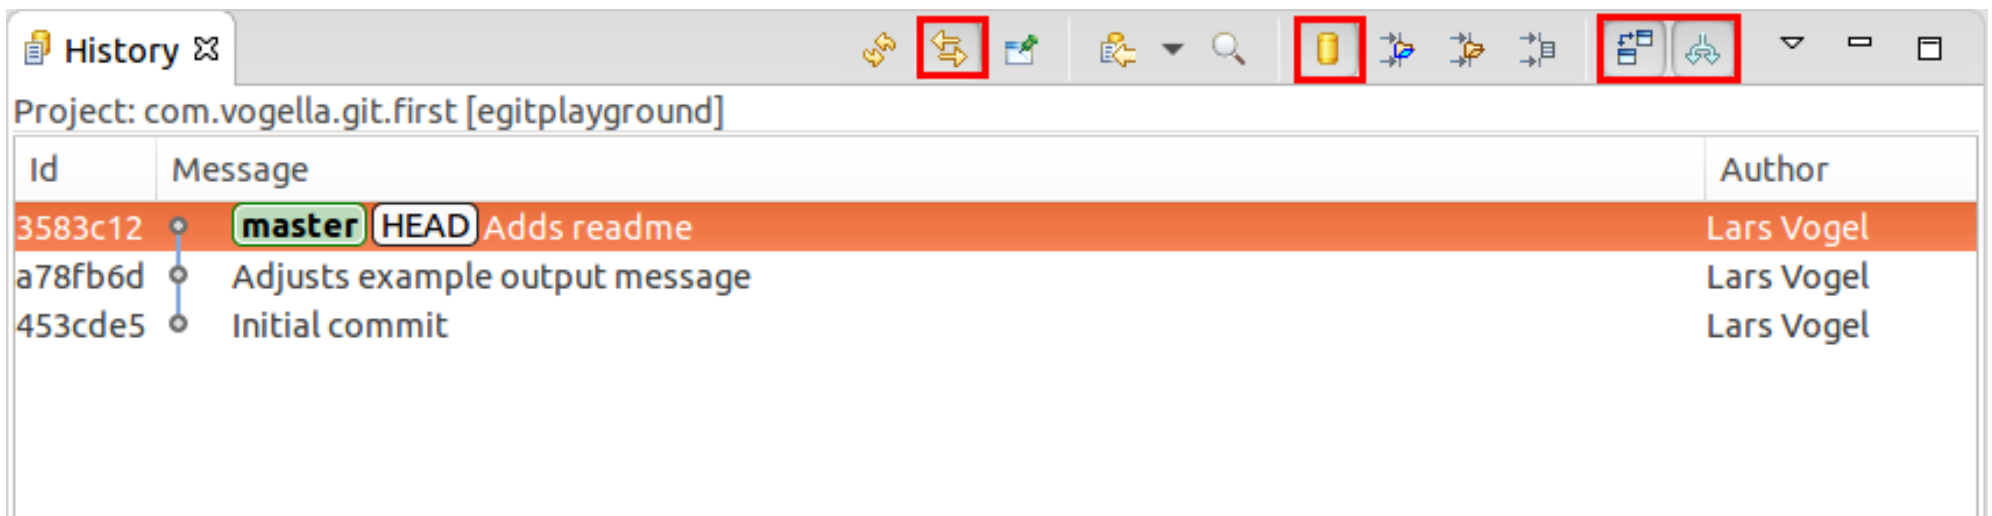 History
Project: com.vogella.git.first [egitplayground]
Id Message Author
3583c12 master HEAD Adds readme Lars Vogel
a78fb6d Adjusts example output message Lars Vogel
453cde5 Initial commit Lars Vogel